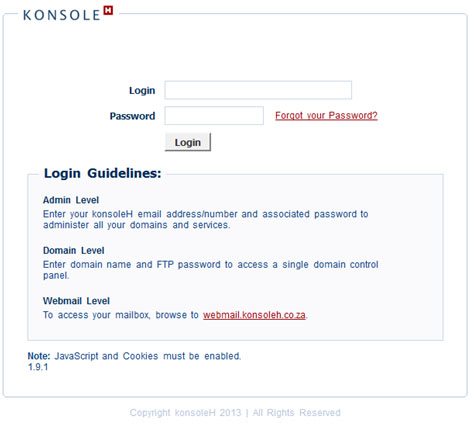 KONSOLE H
Login
Password Forgot your Password?
Login
Login Guidelines:
Admin Level
Enter your konsoleH email address/number and associated password to
administer all your domains and services.
Domain Level
Enter domain name and FTP password to access a single domain control
panel.
Webmail Level
To access your mailbox, browse to webmail.konsoleh.co.za.
Note: JavaScript and Cookies must be enabled.
1.9.1
Copyright konsoleH 2013 | All Rights Reserved